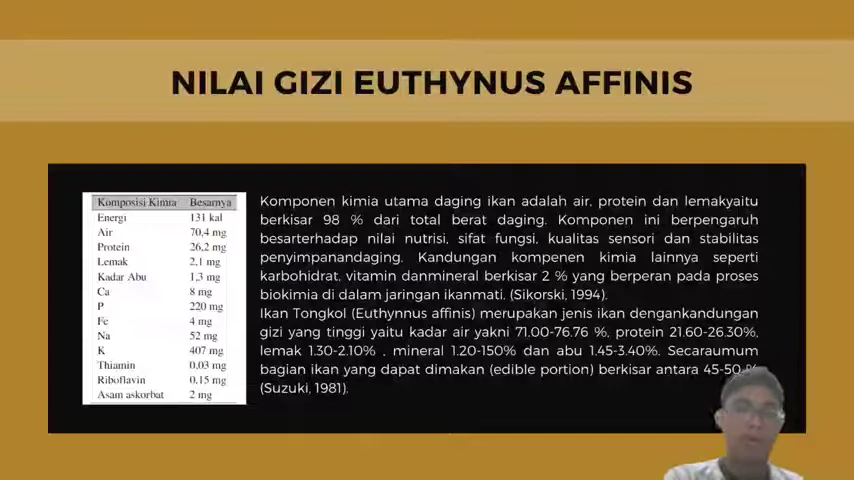 NILAI GIZI EUTHYNUS AFFINIS
Komposisi Kimia Besarnya
Energi 131 kal
Air 70,4 mg
Protein 26,2 mg
Lemak 2,1 mg
Kadar Abu 1,3 mg
Ca 8 mg
P 220 mg
Fe 4 mg
Na 52 mg
K 407 mg
Thiamin 0,03 mg
Riboflavin 0,15 mg
Asam askorbat 2 mg
Komponen kimia utama daging ikan adalah air, protein dan lemakyaitu
berkisar 98 % dari total berat daging. Komponen ini berpengaruh
besarterhadap nilai nutrisi, sifat fungsi, kualitas sensori dan stabilitas
penyimpanandaging. Kandungan kompenen kimia lainnya seperti
karbohidrat, vitamin danmineral berkisar 2 % yang berperan pada proses
biokimia di dalam jaringan ikanmati. (Sikorski, 1994).
Ikan Tongkol (Euthynnus affinis) merupakan jenis ikan dengankandungan
gizi yang tinggi yaitu kadar air yakni 71.00-76.76 %, protein 21.60-26.30%,
lemak 1.30-2.10% , mineral 1.20-150% dan abu 1.45-3.40%. Secaraumum
bagian ikan yang dapat dimakan (edible portion) berkisar antara 45-50 %
(Suzuki, 1981).